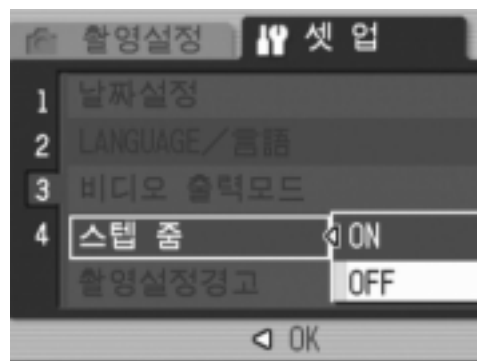 촬영설정 셋 업
1 날짜설정
2 LANGUAGE/言語
3 비디오 출력모드
4 스텝 줌 ON
촬영설정경고 OFF
OK